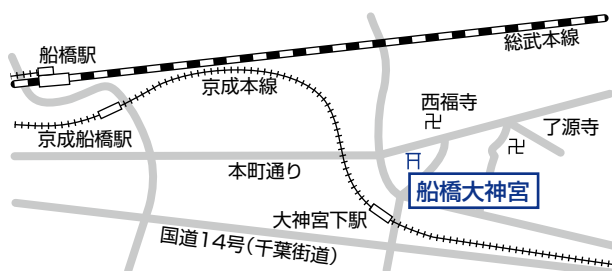 船橋駅
総武本線
京成本線
西福寺
卍
了源寺
卍
京成船橋駅
本町通り
船橋大神宮
大神宮下駅
国道14号(千葉街道)